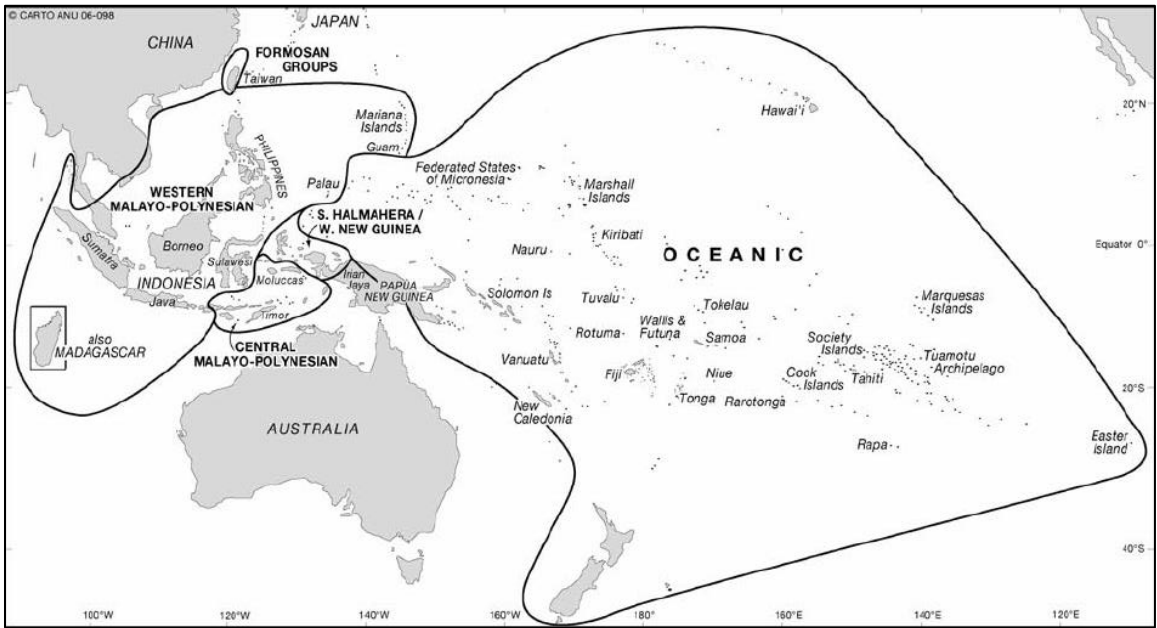 © CARTO ANU 06-098
JAPAN
CHINA
FORMOSAN
GROUPS
Taiwan
Hawai'i
20°N
Mariana
Islands
Guam
PHILIPPINES
Federated States
of Micronesia
Palau
Marshall
Islands
WESTERN
MALAYO-POLYNESIAN
S. HALMAHERA /
W. NEW GUINEA
Kiribati
Sumatra
Borneo
Sulawesi
Nauru
OCEANIC
Equator 0°
INDONESIA
Moluccas
Irian
Jaya
PAPUA
NEW GUINEA
Java
Solomon Is
Tuvalu
Tokelau
Marquesas
Islands
Timor
also
MADAGASCAR
CENTRAL
MALAYO-POLYNESIAN
Rotuma
Wallis &
Futuna
Samoa
Society
Islands
Vanuatu
Tuamotu
Archipelago
Fiji
Niue
Cook
Islands
Tahiti
20°S
Tonga
Rarotonga
New
Caledonia
AUSTRALIA
Rapa
Easter
island
40°S
100°W
120°W
140°W
160°W
180°
160°E
140°E
120°E